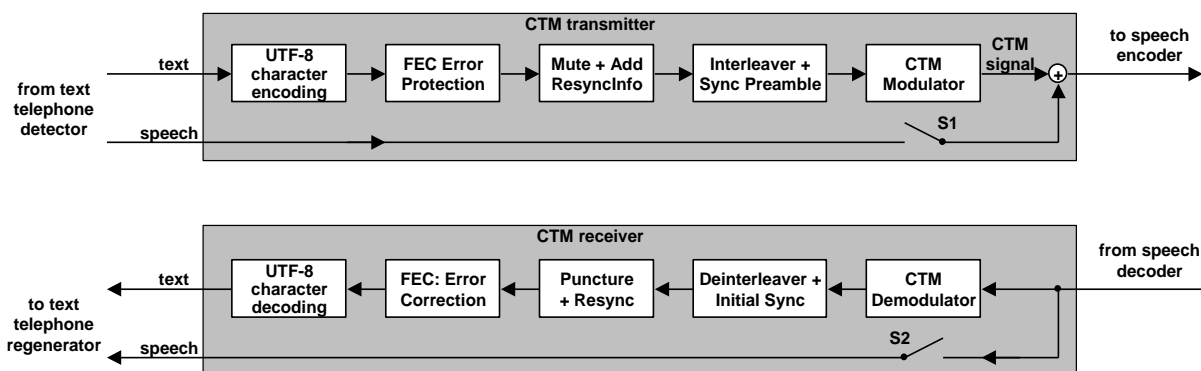 CTM transmitter
text
UTF-8
character
encoding
FEC Error
Protection
Mute + Add
ResyncInfo
Interleaver +
Sync Preamble
CTM
Modulator
CTM
signal
+
to speech
encoder
from text
telephone
detector
speech
S1
CTM receiver
from speech
decoder
text
UTF-8
character
decoding
FEC: Error
Correction
Puncture
+ Resync
Deinterleaver +
Initial Sync
CTM
Demodulator
to text
telephone
regenerator
speech
S2